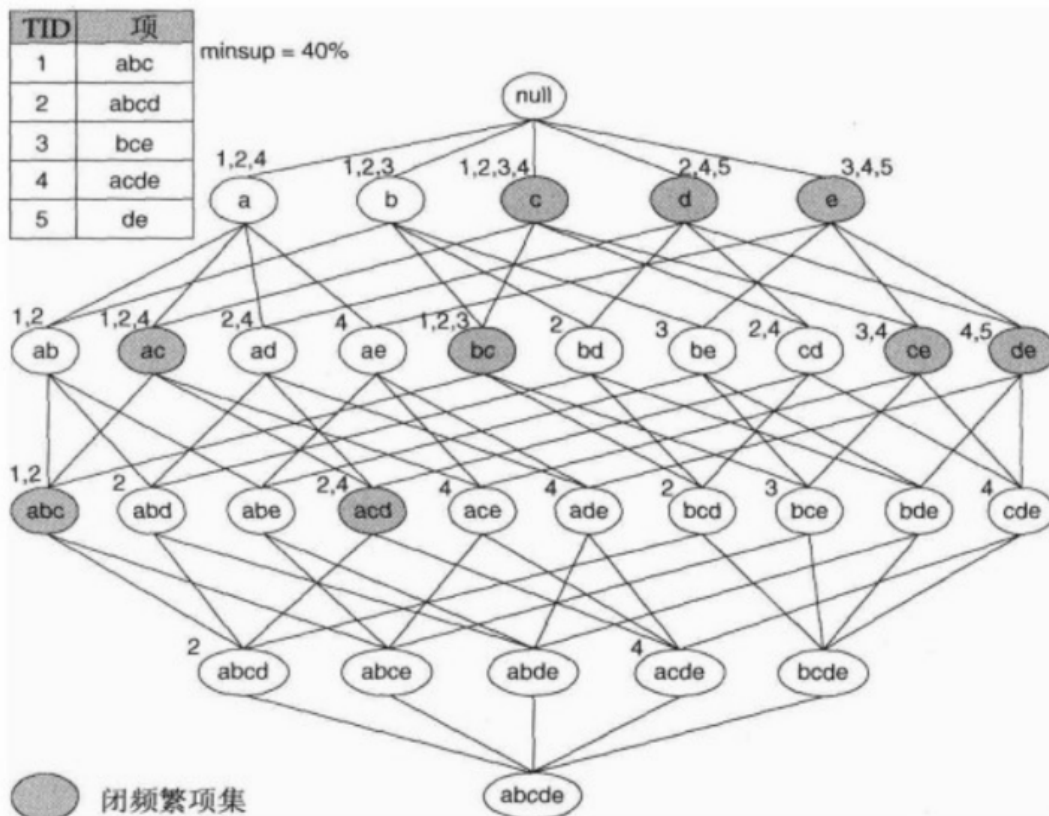 TID 项
minsup = 40%
1 abc
2 abcd
3 bce
4 acde
5 de
null
1,2,4 1,2,3 1,2,3,4 2,4,5 3,4,5
a b c d e
1,2 1,2,4 2,4 4 1,2,3 2 3 2,4 3,4 4,5
ab ac ad ae bc bd be cd ce de
1,2 2 2,4 4 4 2 3 4
abc abd abe acd ace ade bcd bce bde cde
2 4
abcd abce abde acde bcde
abcde
闭频繁项集